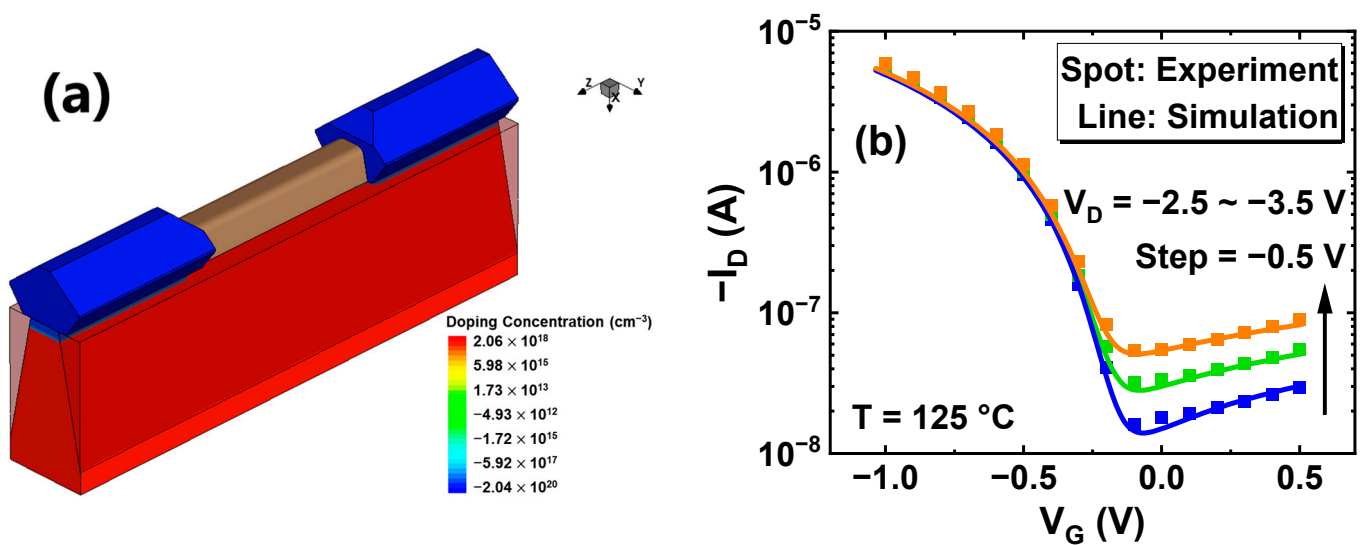 (a)
Z
Y
X
Doping Concentration (cm⁻³)
2.06 × 10¹⁸
5.98 × 10¹⁵
1.73 × 10¹³
−4.93 × 10¹²
−1.72 × 10¹⁵
−5.92 × 10¹⁷
−2.04 × 10²⁰
10⁻⁵
10⁻⁶
10⁻⁷
10⁻⁸
−I_D (A)
Spot: Experiment
Line: Simulation
(b)
V_D = −2.5 ~ −3.5 V
Step = −0.5 V
T = 125 °C
−1.0
−0.5
0.0
0.5
V_G (V)